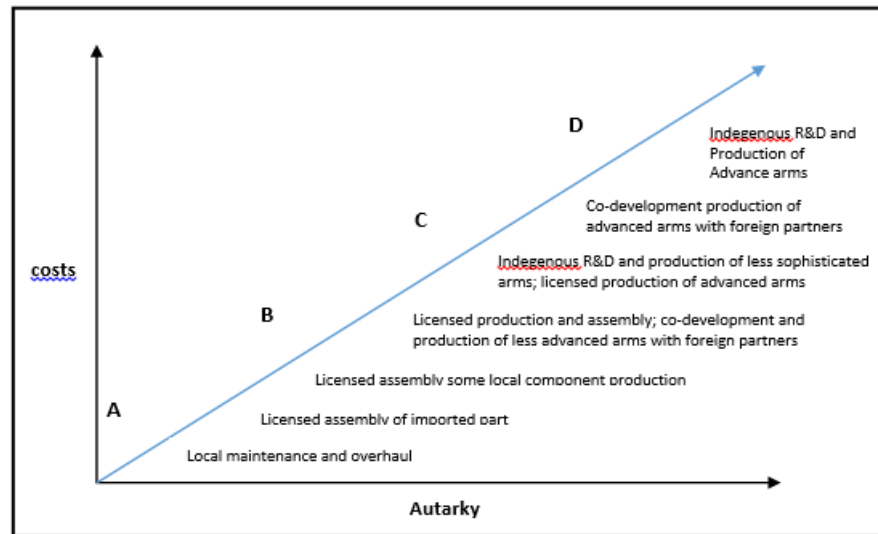 D
Indegenous R&D and
Production of
Advance arms
Co-development production of
advanced arms with foreign partners
C
Indegenous R&D and production of less sophisticated
arms; licensed production of advanced arms
costs
B
Licensed production and assembly; co-development and
production of less advanced arms with foreign partners
Licensed assembly some local component production
A
Licensed assembly of imported part
Local maintenance and overhaul
Autarky